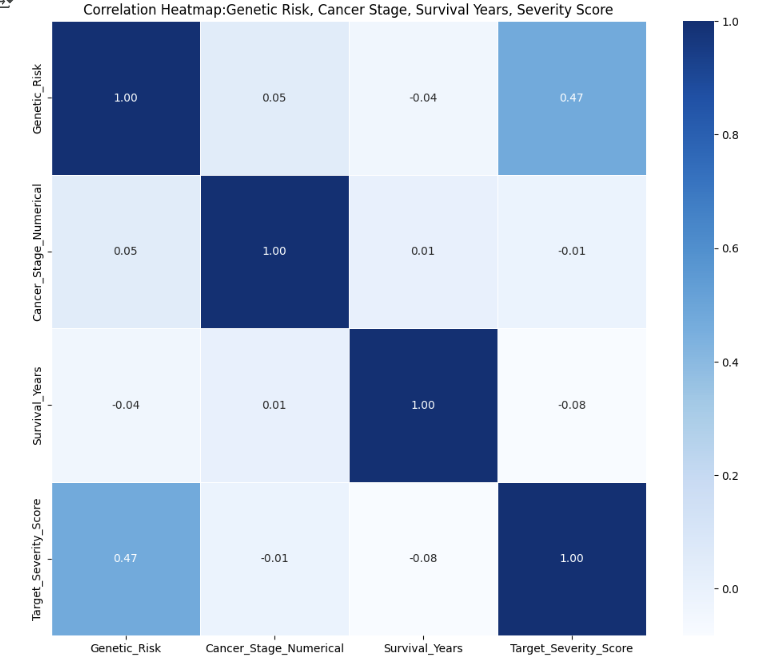 Correlation Heatmap:Genetic Risk, Cancer Stage, Survival Years, Severity Score
Genetic_Risk
1.00 0.05 -0.04 0.47
Cancer_Stage_Numerical
0.05 1.00 0.01 -0.01
Survival_Years
-0.04 0.01 1.00 -0.08
Target_Severity_Score
0.47 -0.01 -0.08 1.00
Genetic_Risk Cancer_Stage_Numerical Survival_Years Target_Severity_Score
1.0
0.8
0.6
0.4
0.2
0.0